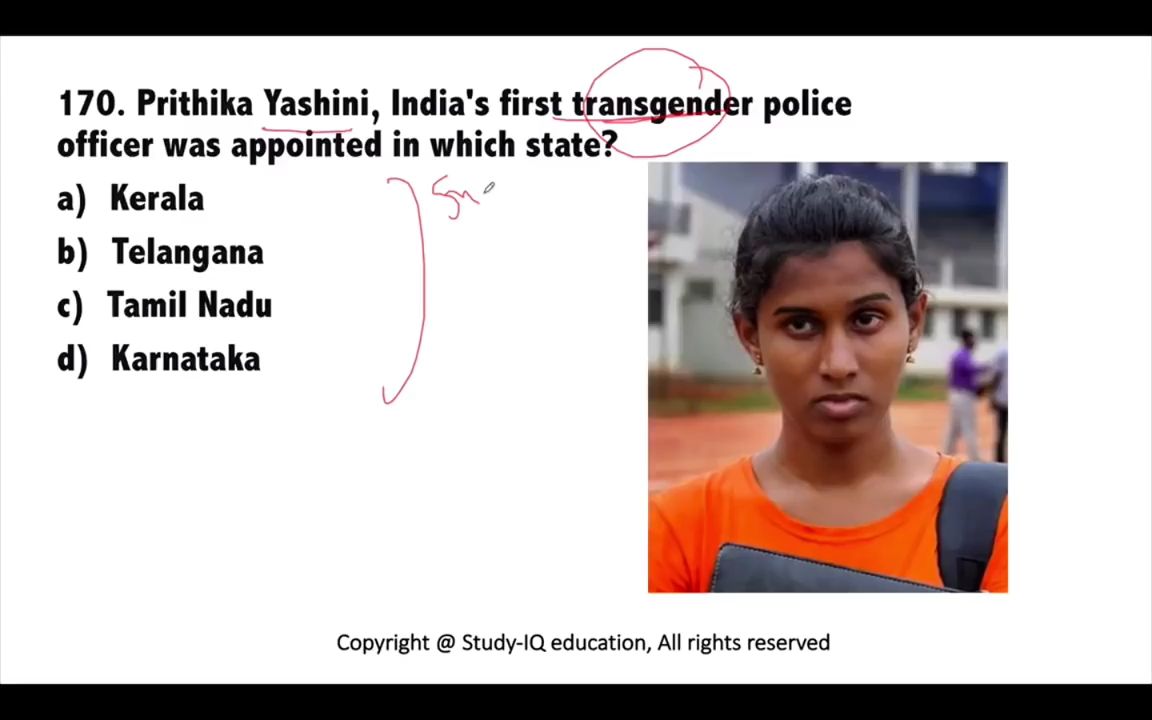 170. Prithika Yashini, India's first transgender police
officer was appointed in which state?
a) Kerala
b) Telangana
c) Tamil Nadu
d) Karnataka
Copyright @ Study-IQ education, All rights reserved